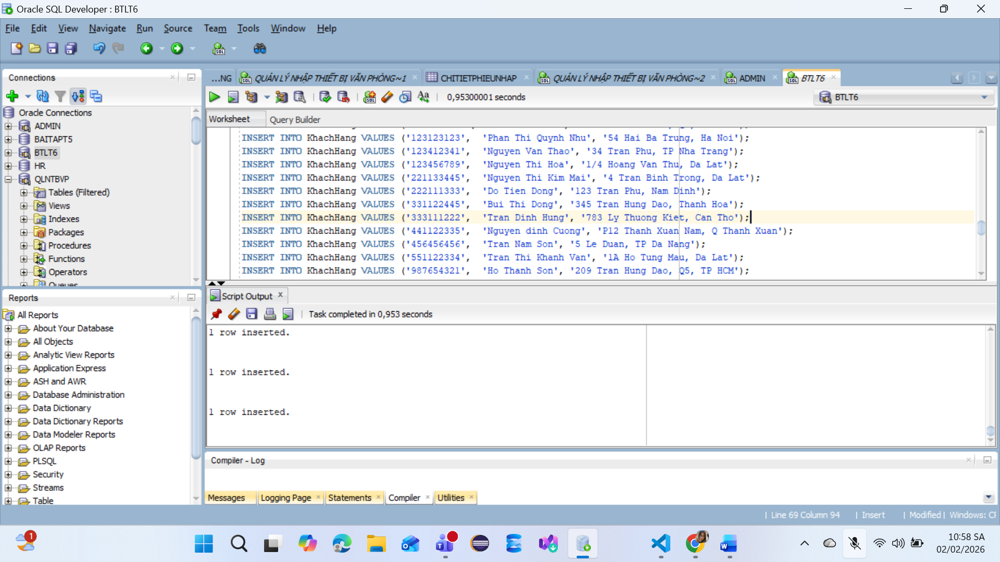 Oracle SQL Developer : BTLT6
File Edit View Navigate Run Source Team Tools Window Help
Connections
Oracle Connections
ADMIN
BAITAPT5
BTLT6
HR
QLNTBVP
Tables (Filtered)
Views
Indexes
Packages
Procedures
Functions
Operators
Queues
Reports
All Reports
About Your Database
All Objects
Analytic View Reports
Application Express
ASH and AWR
Database Administration
Data Dictionary
Data Dictionary Reports
Data Modeler Reports
OLAP Reports
PLSQL
Security
Streams
Table
...NG QUẢN LÝ NHẬP THIẾT BỊ VĂN PHÒNG~1 CHITIETPHIEUNHAP QUẢN LÝ NHẬP THIẾT BỊ VĂN PHÒNG~2 ADMIN BTLT6
0,95300001 seconds
BTLT6
Worksheet Query Builder
INSERT INTO KhachHang VALUES ('123123123', 'Phan Thi Quynh Nhu', '54 Hai Ba Trung, Ha Noi');
INSERT INTO KhachHang VALUES ('123412341', 'Nguyen Van Thao', '34 Tran Phu, TP Nha Trang');
INSERT INTO KhachHang VALUES ('123456789', 'Nguyen Thi Hoa', '1/4 Hoang Van Thu, Da Lat');
INSERT INTO KhachHang VALUES ('221133445', 'Nguyen Thi Kim Mai', '4 Tran Binh Trong, Da Lat');
INSERT INTO KhachHang VALUES ('222111333', 'Do Tien Dong', '123 Tran Phu, Nam Dinh');
INSERT INTO KhachHang VALUES ('331122445', 'Bui Thi Dong', '345 Tran Hung Dao, Thanh Hoa');
INSERT INTO KhachHang VALUES ('333111222', 'Tran Dinh Hung', '783 Ly Thuong Kiet, Can Tho');
INSERT INTO KhachHang VALUES ('441122335', 'Nguyen dinh Cuong', 'P12 Thanh Xuan Nam, Q Thanh Xuan');
INSERT INTO KhachHang VALUES ('456456456', 'Tran Nam Son', '5 Le Duan, TP Da Nang');
INSERT INTO KhachHang VALUES ('551122334', 'Tran Thi Khanh Van', '1A Ho Tung Mau, Da Lat');
INSERT INTO KhachHang VALUES ('987654321', 'Ho Thanh Son', '209 Tran Hung Dao, Q5, TP HCM');
Script Output
Task completed in 0,953 seconds
1 row inserted.
1 row inserted.
1 row inserted.
Compiler - Log
Messages Logging Page Statements Compiler Utilities
| Line 69 Column 94 | Insert | Modified | Windows: CF
1
10:58 SA
02/02/2026